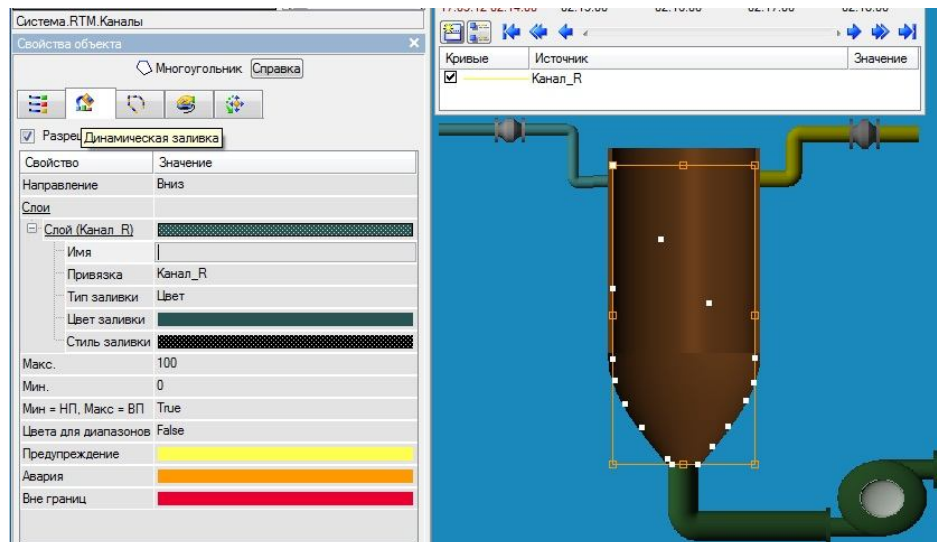 Система.RTM.Каналы
Свойства объекта
Многоугольник Справка
Разреш
Динамическая заливка
Свойство Значение
Направление Вниз
Слои
Слой (Канал_R)
Имя
Привязка Канал_R
Тип заливки Цвет
Цвет заливки
Стиль заливки
Макс. 100
Мин. 0
Мин = НП, Макс = ВП True
Цвета для диапазонов False
Предупреждение
Авария
Вне границ
Кривые Источник Значение
Канал_R